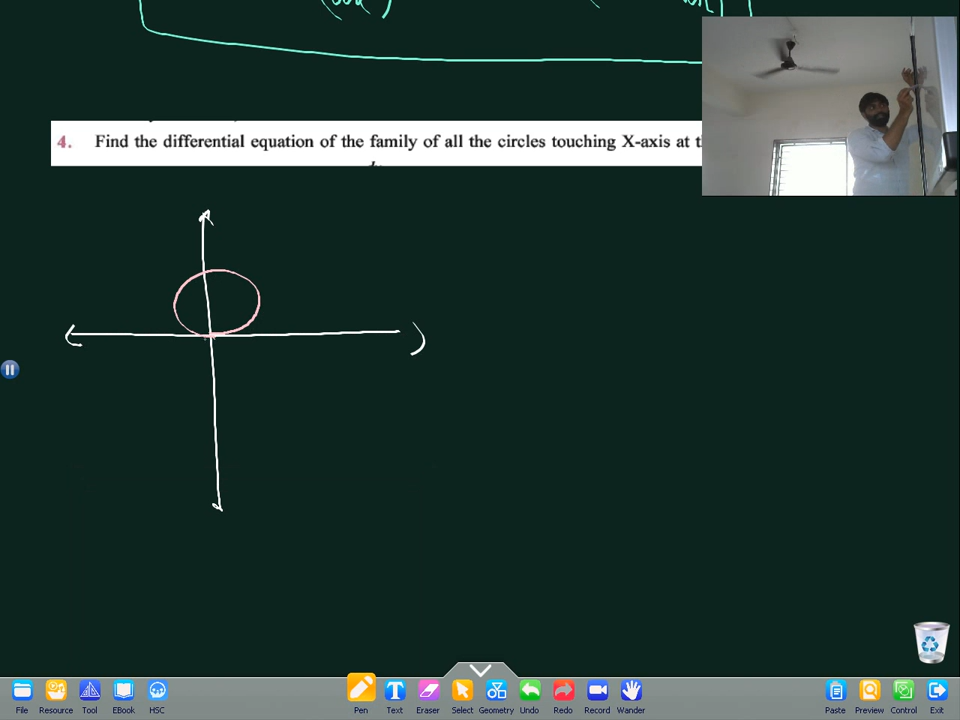 4. Find the differential equation of the family of all the circles touching X-axis at
File
Resource
Tool
EBook
HSC
Pen
Text
Eraser
Select
Geometry
Undo
Redo
Record
Wander
Paste
Preview
Control
Exit